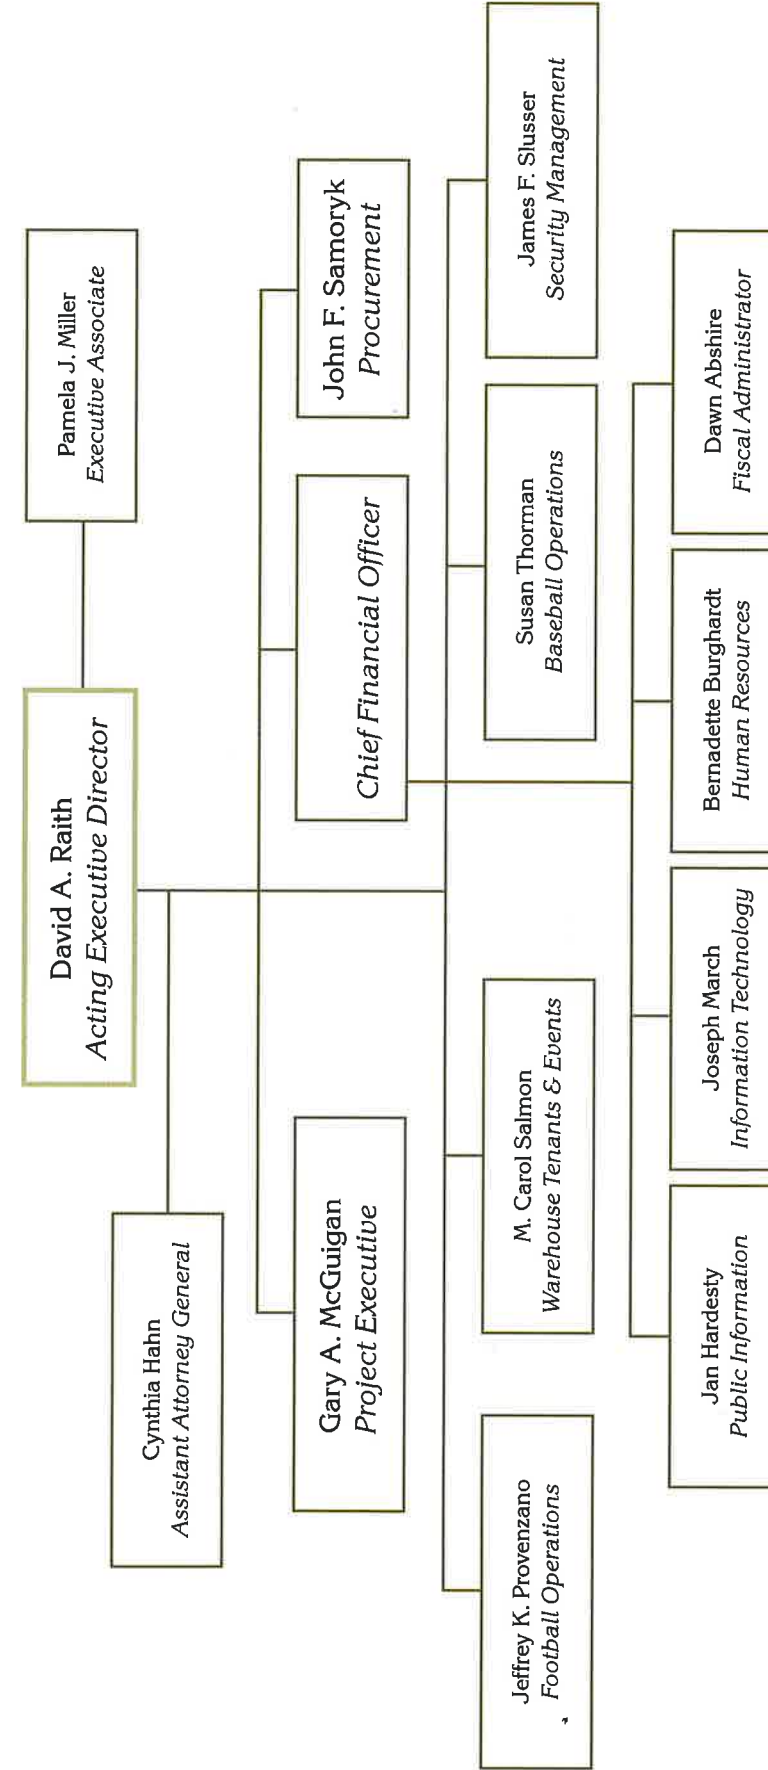 David A. Raith
Acting Executive Director
Pamela J. Miller
Executive Associate
Cynthia Hahn
Assistant Attorney General
Gary A. McGuigan
Project Executive
Chief Financial Officer
John F. Samoryk
Procurement
Jeffrey K. Provenzano
Football Operations
M. Carol Salmon
Warehouse Tenants & Events
Susan Thorman
Baseball Operations
James F. Slusser
Security Management
Jan Hardesty
Public Information
Joseph March
Information Technology
Bernadette Burghardt
Human Resources
Dawn Abshire
Fiscal Administrator